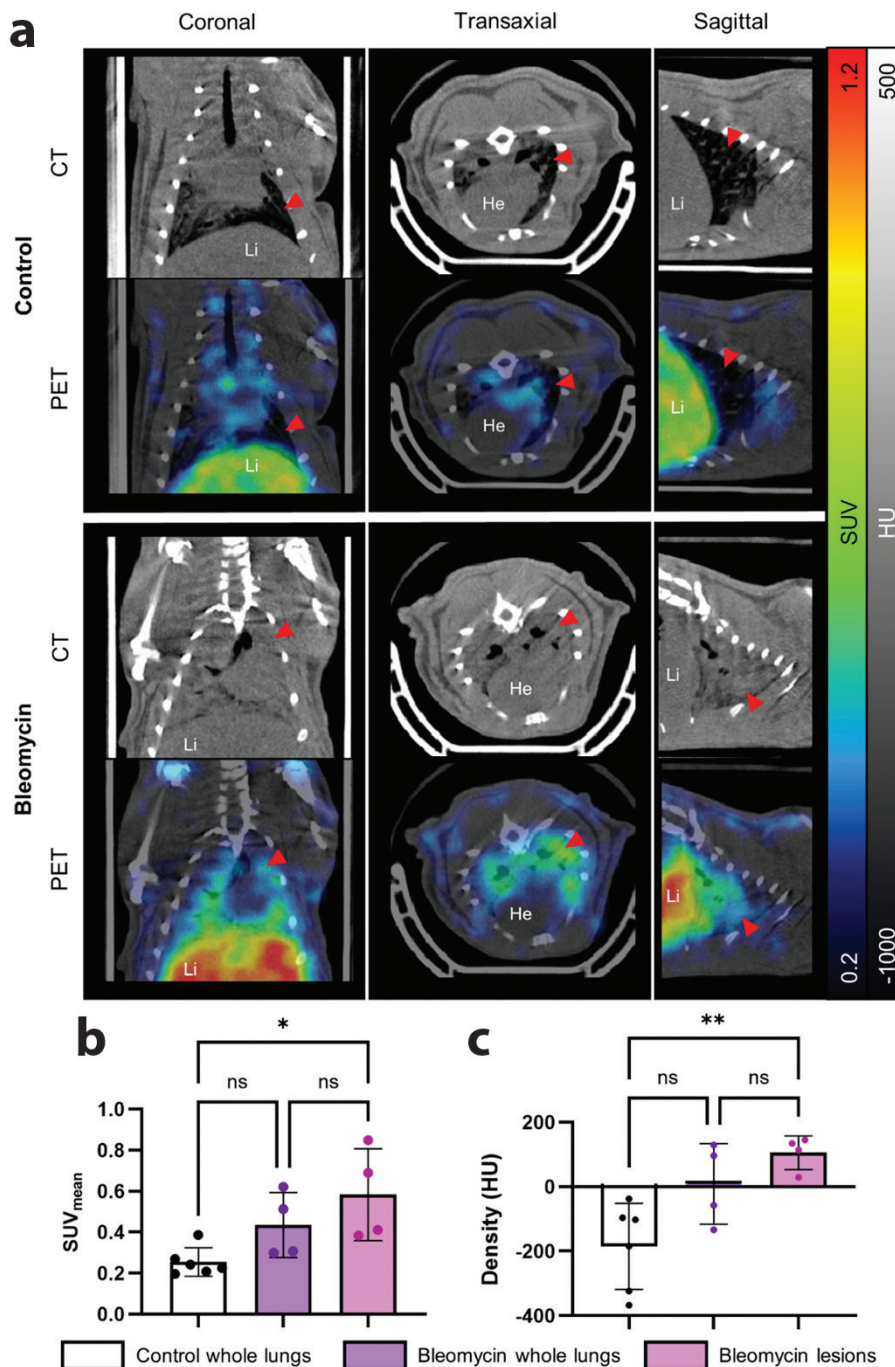 a
Coronal
Transaxial
Sagittal
Control
CT
He
Li
Li
PET
Li
He
Li
Bleomycin
CT
Li
He
Li
PET
Li
He
Li
1.2
SUV
0.2
500
HU
-1000
b
*
ns
ns
SUVmean
1.0
0.8
0.6
0.4
0.2
0.0
c
**
ns
ns
Density (HU)
200
0
-200
-400
Control whole lungs
Bleomycin whole lungs
Bleomycin lesions